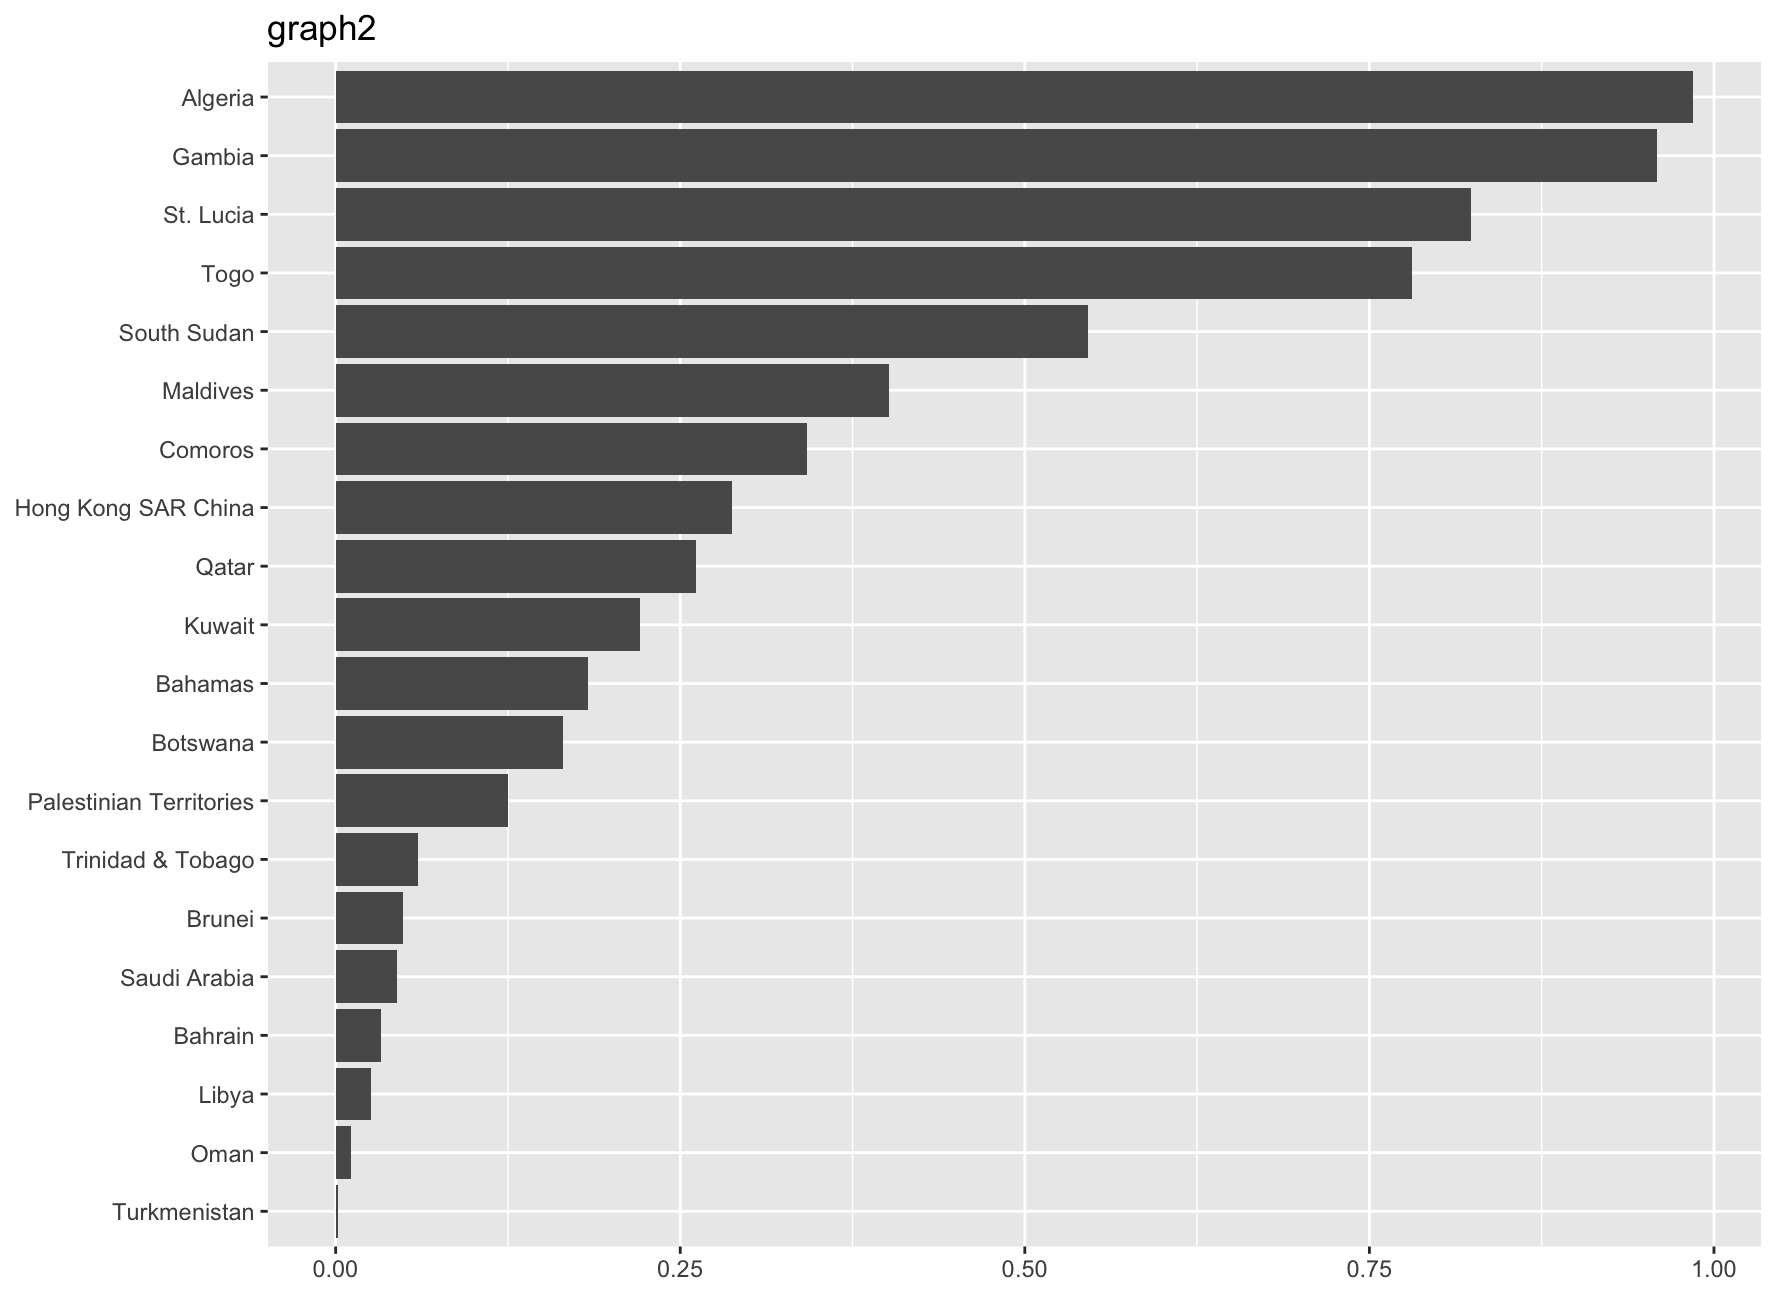 graph2
Algeria
Gambia
St. Lucia
Togo
South Sudan
Maldives
Comoros
Hong Kong SAR China
Qatar
Kuwait
Bahamas
Botswana
Palestinian Territories
Trinidad & Tobago
Brunei
Saudi Arabia
Bahrain
Libya
Oman
Turkmenistan
0.00 0.25 0.50 0.75 1.00